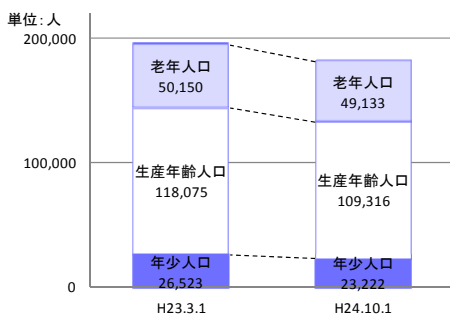 単位：人
200,000
100,000
0
老年人口
50,150
生産年齢人口
118,075
年少人口
26,523
老年人口
49,133
生産年齢人口
109,316
年少人口
23,222
H23.3.1
H24.10.1